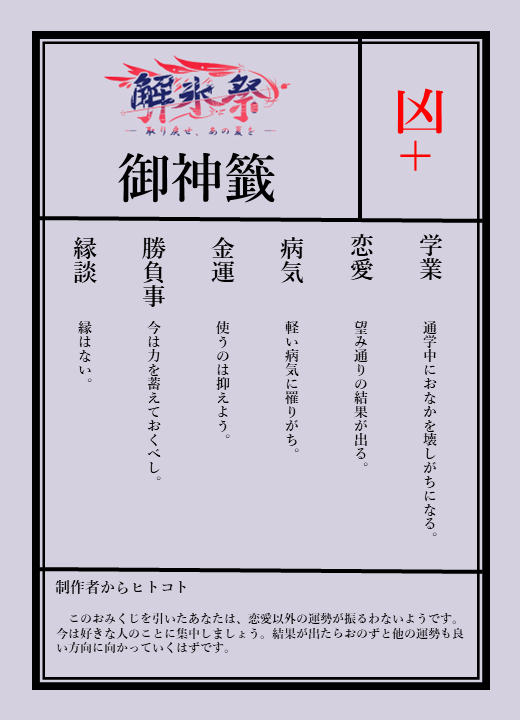 解氷祭
取り戻せ、あの夏を
御神籤
凶
+
学業
通学中におなかを壊しがちになる。
恋愛
望み通りの結果が出る。
病気
軽い病気に罹りがち。
金運
使うのは抑えよう。
勝負事
今は力を蓄えておくべし。
縁談
縁はない。
制作者からヒトコト
このおみくじを引いたあなたは、恋愛以外の運勢が振るわないようです。
今は好きな人のことに集中しましょう。結果が出たらおのずと他の運勢も良
い方向に向かっていくはずです。